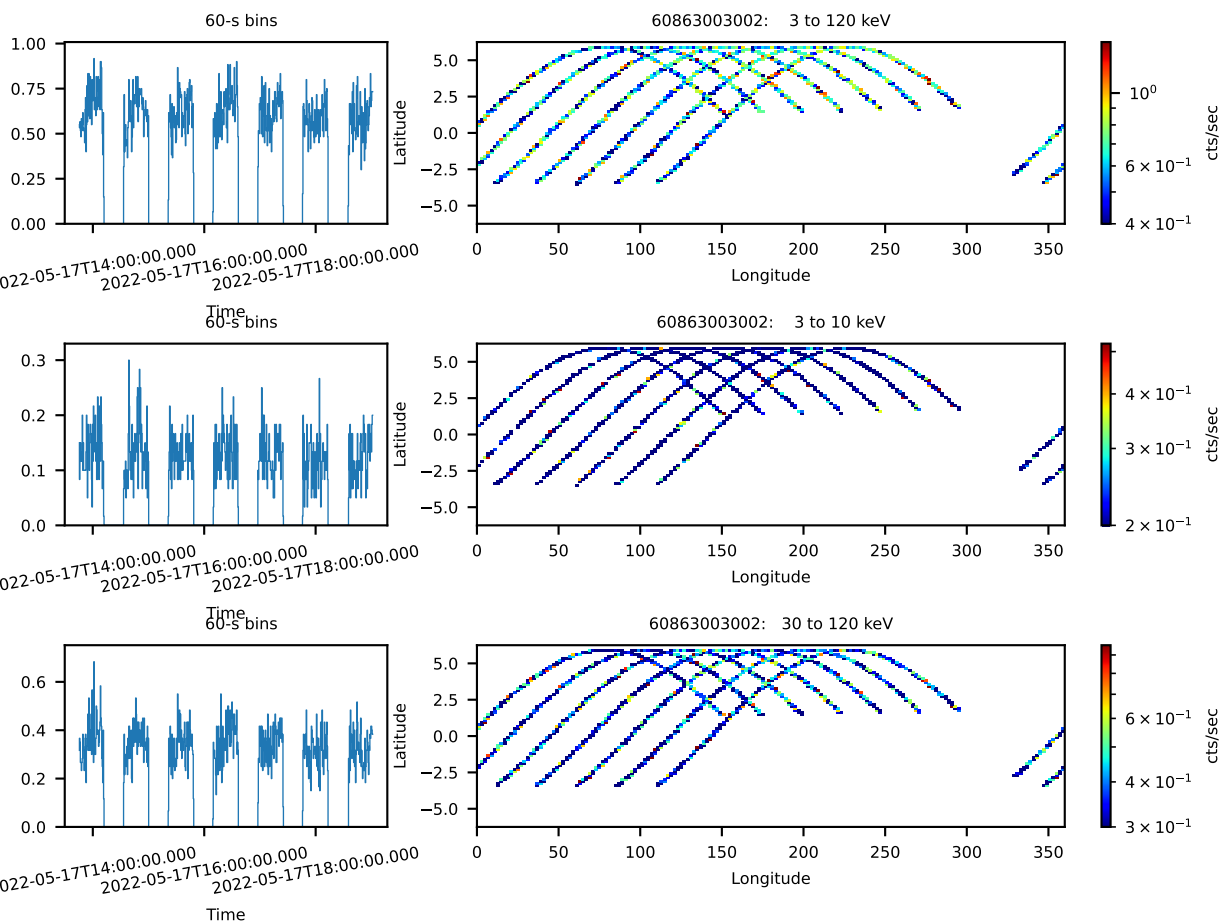 60-s bins
60863003002: 3 to 120 keV
1.00
0.75
0.50
0.25
0.00
022-05-17T14:00:00.000
2022-05-17T16:00:00.000
2022-05-17T18:00:00.000
Time
Latitude
5.0
2.5
0.0
−2.5
−5.0
0 50 100 150 200 250 300 350
Longitude
10⁰
6 × 10⁻¹
4 × 10⁻¹
cts/sec
60-s bins
60863003002: 3 to 10 keV
0.3
0.2
0.1
0.0
022-05-17T14:00:00.000
2022-05-17T16:00:00.000
2022-05-17T18:00:00.000
Time
Latitude
5.0
2.5
0.0
−2.5
−5.0
0 50 100 150 200 250 300 350
Longitude
4 × 10⁻¹
3 × 10⁻¹
2 × 10⁻¹
cts/sec
60-s bins
60863003002: 30 to 120 keV
0.6
0.4
0.2
0.0
022-05-17T14:00:00.000
2022-05-17T16:00:00.000
2022-05-17T18:00:00.000
Time
Latitude
5.0
2.5
0.0
−2.5
−5.0
0 50 100 150 200 250 300 350
Longitude
6 × 10⁻¹
4 × 10⁻¹
3 × 10⁻¹
cts/sec